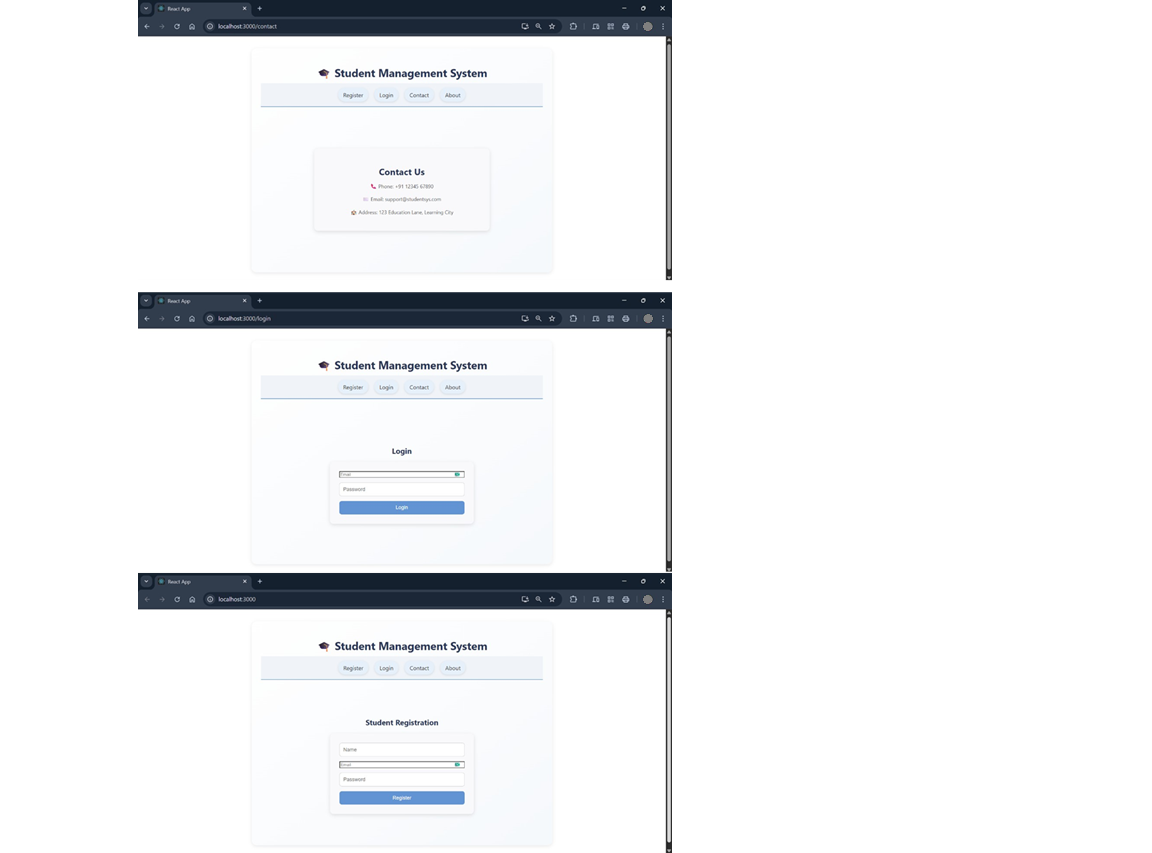 React App
localhost:3000/contact
Student Management System
Register Login Contact About
Contact Us
Phone: +91 12345 67890
Email: support@studentsys.com
Address: 123 Education Lane, Learning City
React App
localhost:3000/login
Student Management System
Register Login Contact About
Login
Email
Password
Login
React App
localhost:3000
Student Management System
Register Login Contact About
Student Registration
Name
Email
Password
Register